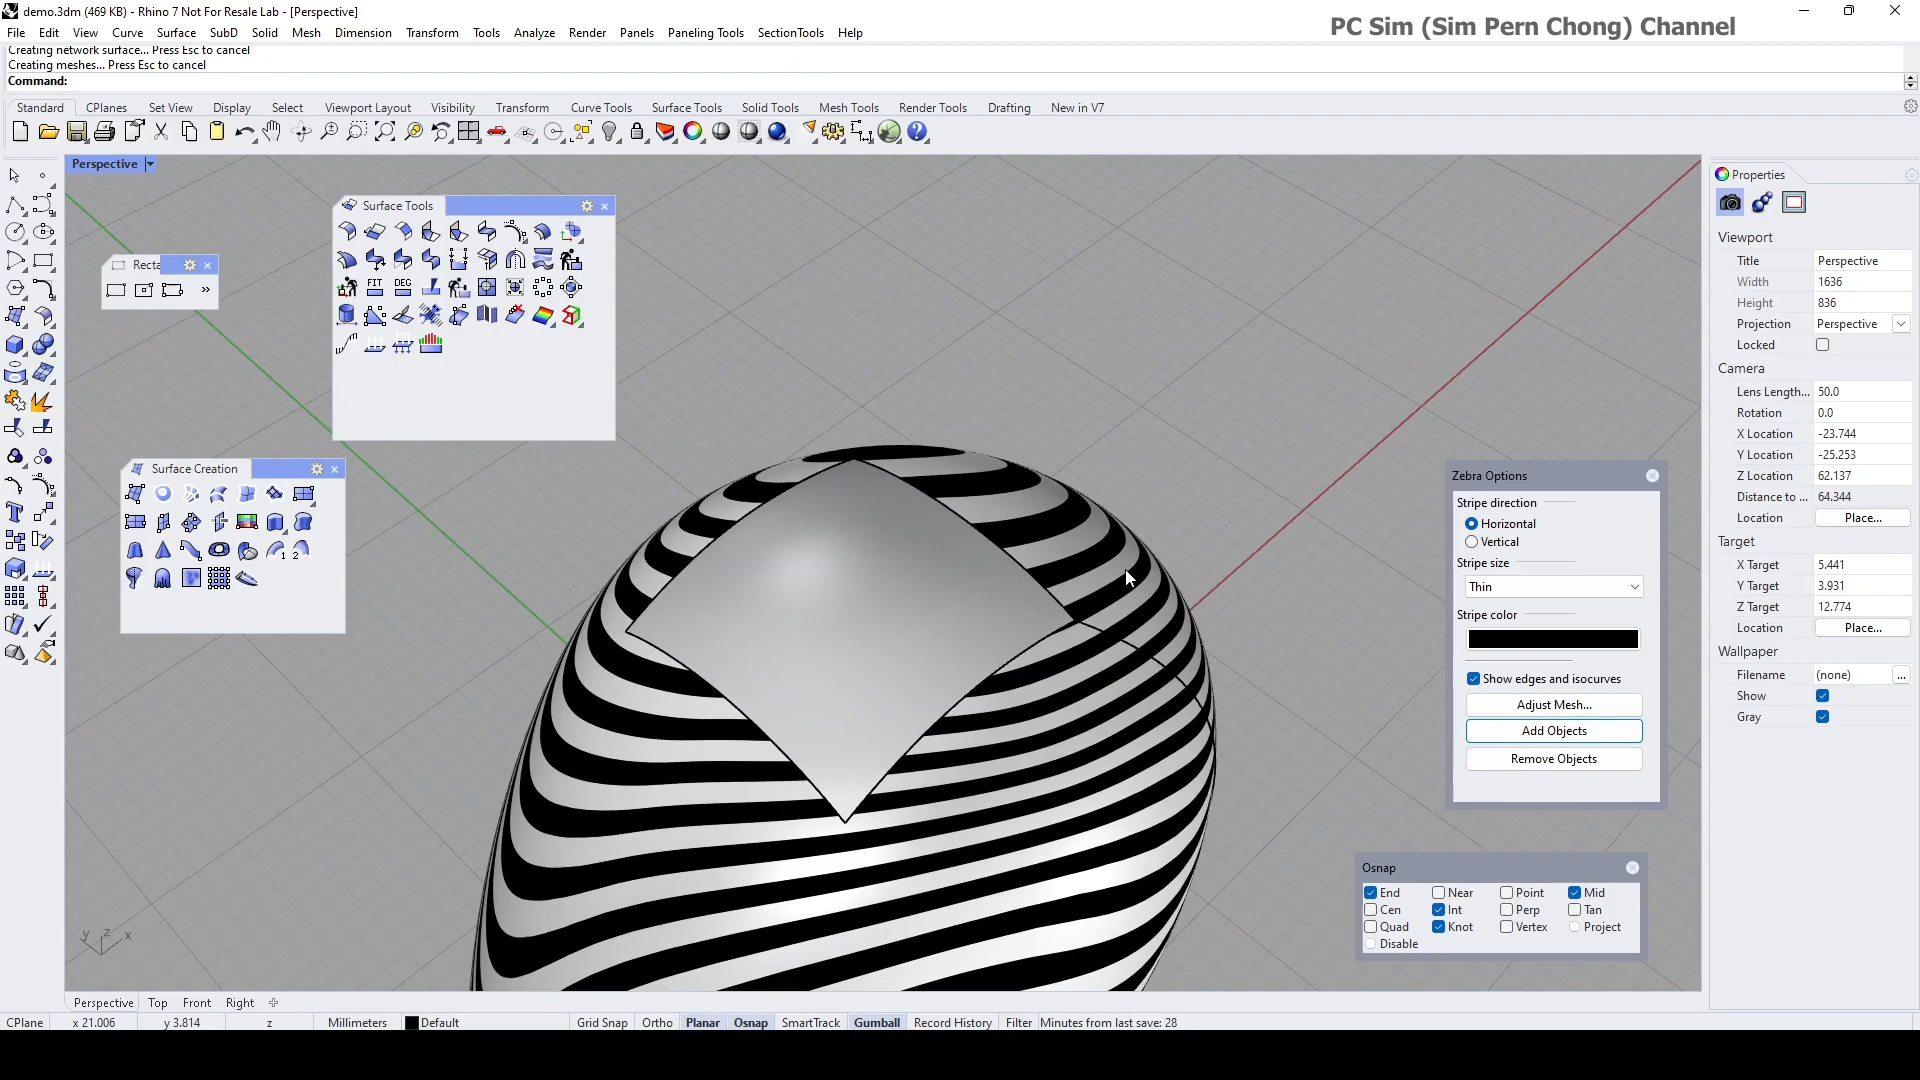 demo.3dm (469 KB) - Rhino 7 Not For Resale Lab - [Perspective]
PC Sim (Sim Pern Chong) Channel
File Edit View Curve Surface SubD Solid Mesh Dimension Transform Tools Analyze Render Panels Paneling Tools SectionTools Help
Creating network surface... Press Esc to cancel
Creating meshes... Press Esc to cancel
Command:
Standard CPlanes Set View Display Select Viewport Layout Visibility Transform Curve Tools Surface Tools Solid Tools Mesh Tools Render Tools Drafting New in V7
Perspective
Surface Tools
FIT DEG
Recta
»
Surface Creation
1 2
Zebra Options
Stripe direction
Horizontal
Vertical
Stripe size
Thin
Stripe color
Show edges and isocurves
Adjust Mesh...
Add Objects
Remove Objects
Osnap
End Near Point Mid
Cen Int Perp Tan
Quad Knot Vertex Project
Disable
Properties
Viewport
Title Perspective
Width 1636
Height 836
Projection Perspective
Locked
Camera
Lens Length... 50.0
Rotation 0.0
X Location -23.744
Y Location -25.253
Z Location 62.137
Distance to ... 64.344
Location Place...
Target
X Target 5.441
Y Target 3.931
Z Target 12.774
Location Place...
Wallpaper
Filename (none) ...
Show
Gray
y z x
Perspective Top Front Right
CPlane x 21.006 y 3.814 z Millimeters Default Grid Snap Ortho Planar Osnap SmartTrack Gumball Record History Filter Minutes from last save: 28